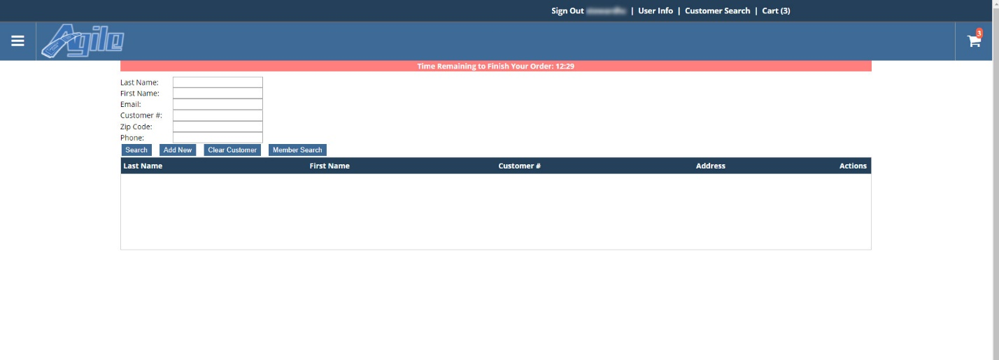 Sign Out | User Info | Customer Search | Cart (3)
Agile
3
Time Remaining to Finish Your Order: 12:29
Last Name:
First Name:
Email:
Customer #:
Zip Code:
Phone:
Search Add New Clear Customer Member Search
Last Name First Name Customer # Address Actions